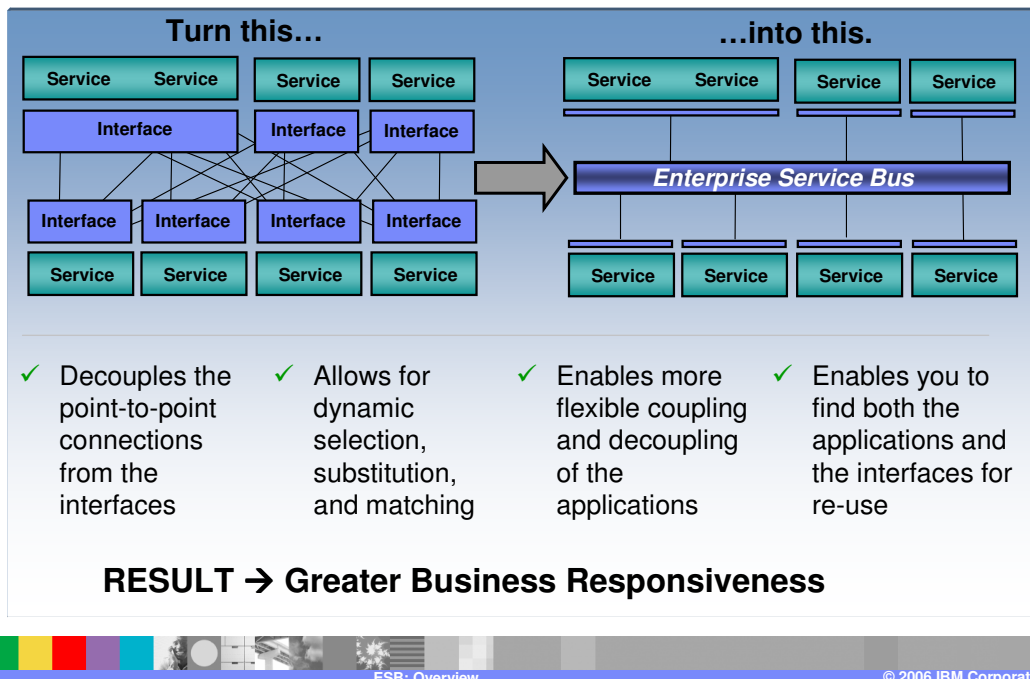 Turn this…
…into this.
Service Service Service Service
Service Service Service Service
Interface Interface Interface
Enterprise Service Bus
Interface Interface Interface Interface
Service Service Service Service
Service Service Service Service
✓ Decouples the
point-to-point
connections
from the
interfaces
✓ Allows for
dynamic
selection,
substitution,
and matching
✓ Enables more
flexible coupling
and decoupling
of the
applications
✓ Enables you to
find both the
applications and
the interfaces for
re-use
RESULT → Greater Business Responsiveness
ESB: Overview
© 2006 IBM